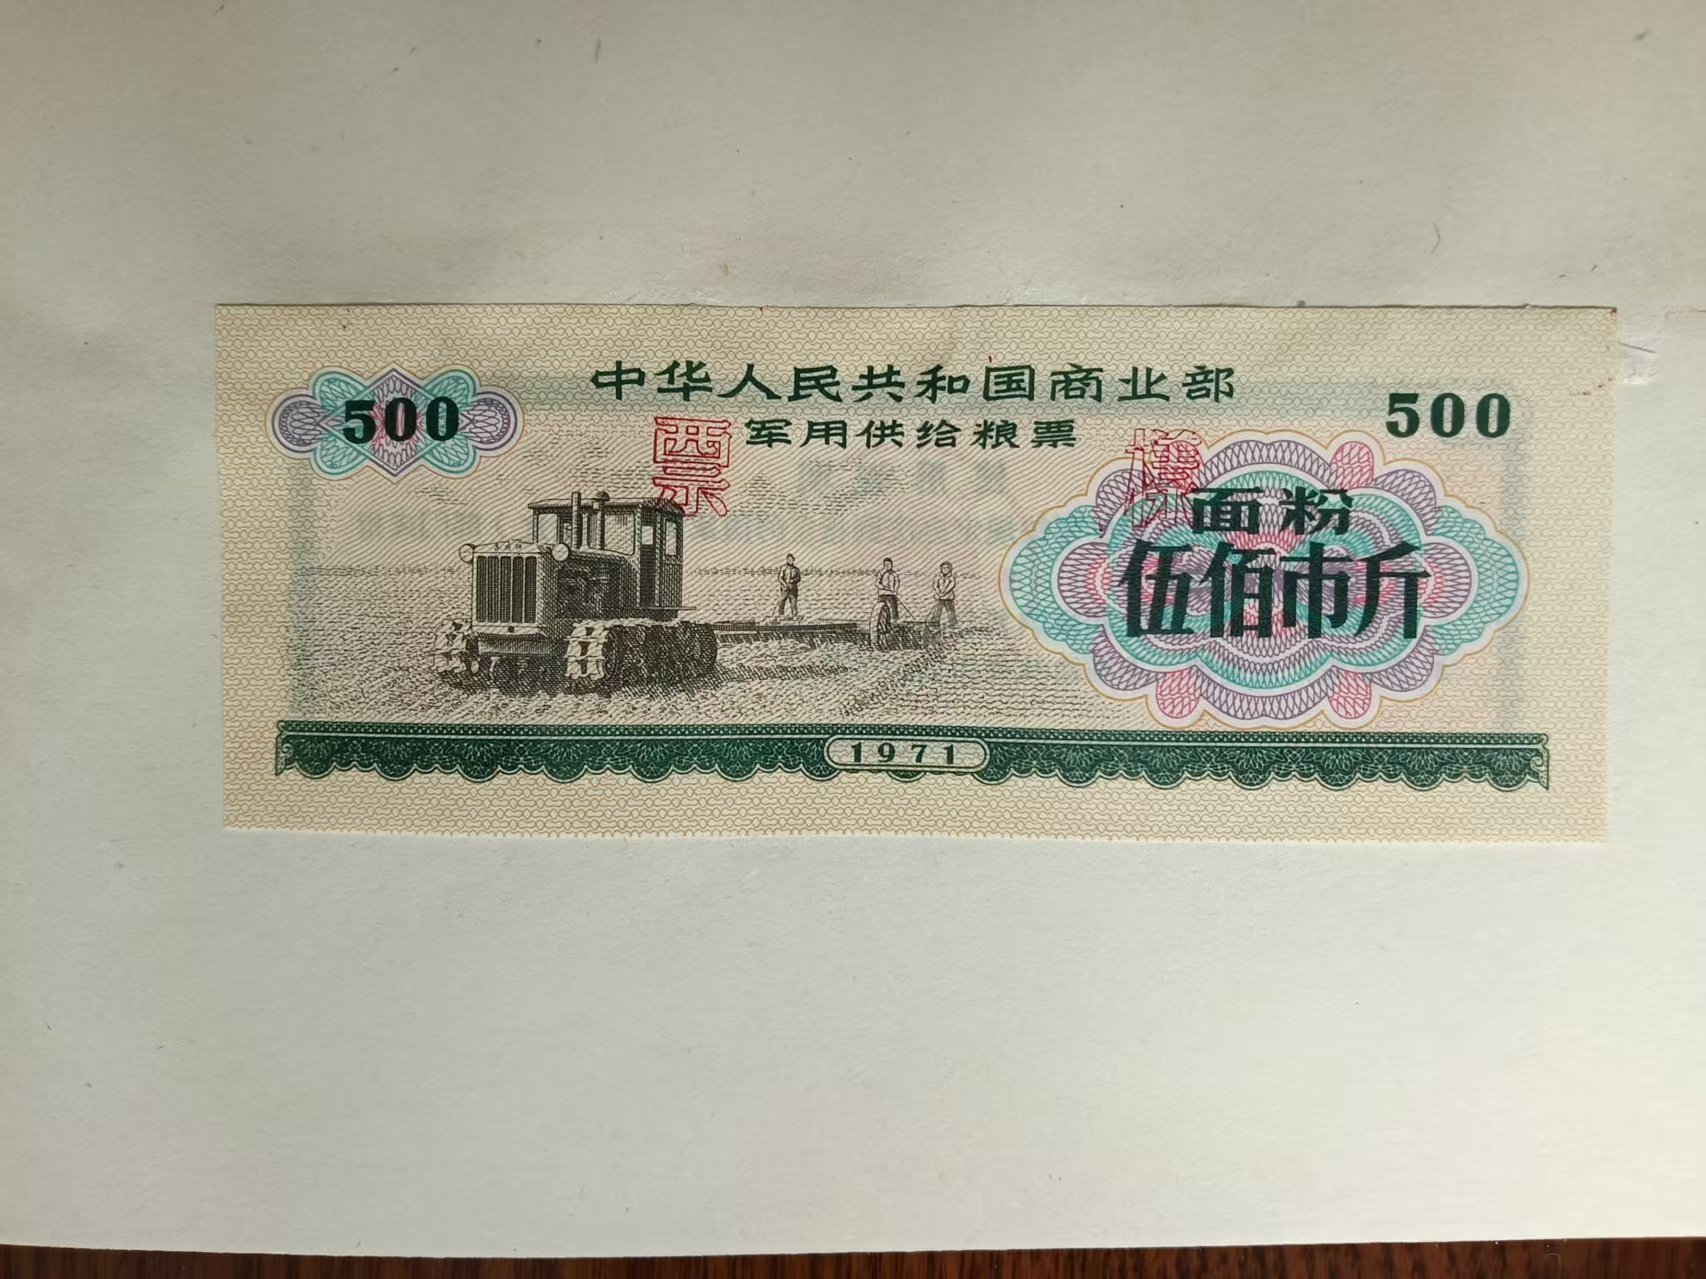 中华人民共和国商业部
500
500
票
军用供给粮票
樣
面粉
伍佰市斤
1971